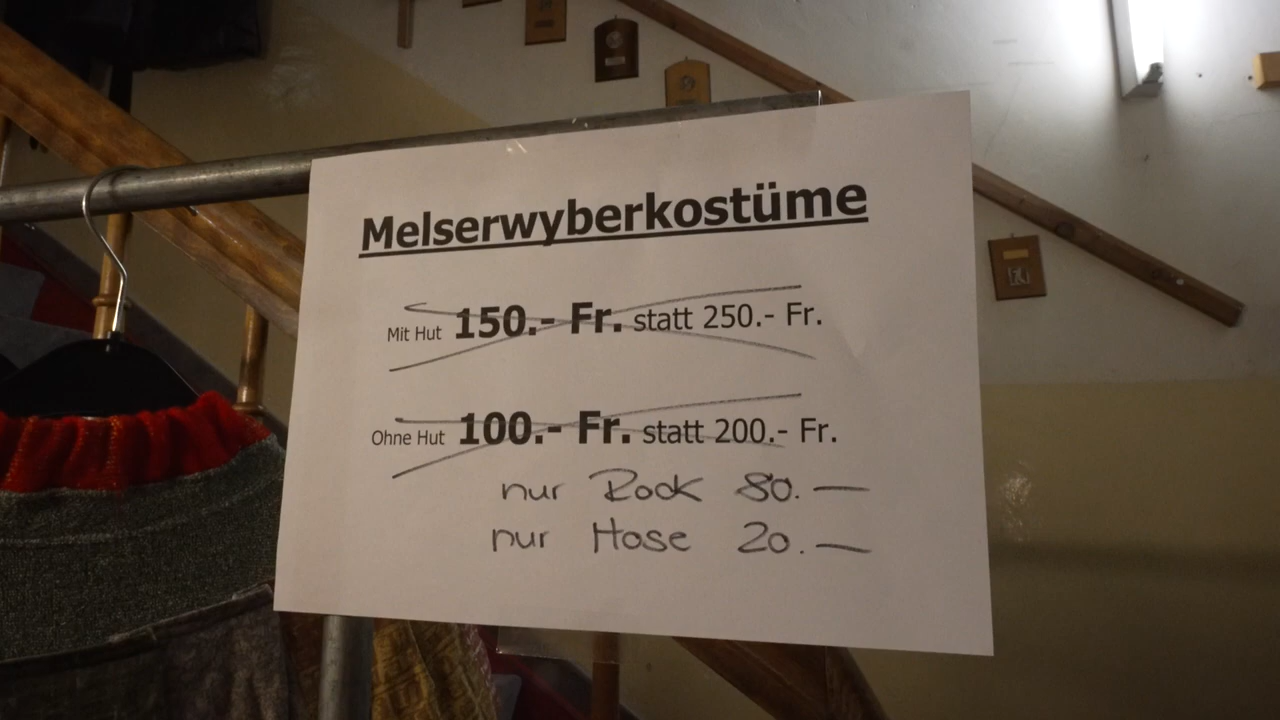 Melserwyberkostüme
Mit Hut 150.- Fr. statt 250.- Fr.
Ohne Hut 100.- Fr. statt 200.- Fr.
nur Rock 80.—
nur Hose 20.—